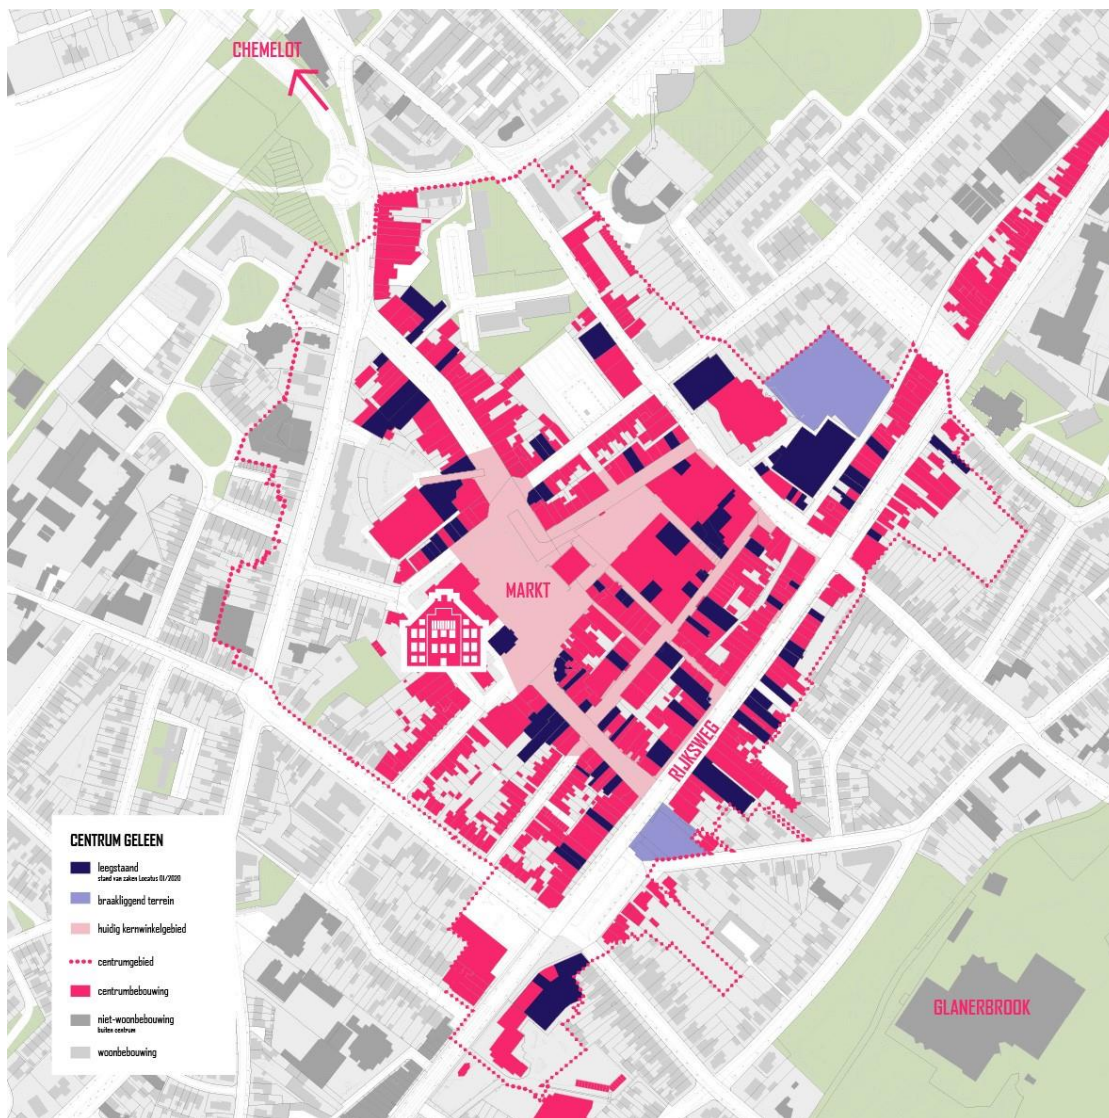 CHEMELOT
MARKT
RIJKSWEG
CENTRUM GELEEN
leegstaand
stand van zaken Locatus 01/2020
braakliggend terrein
huidig kernwinkelgebied
centrumgebied
centrumbebouwing
niet-woonbebouwing
buiten centrum
woonbebouwing
GLANERBROOK